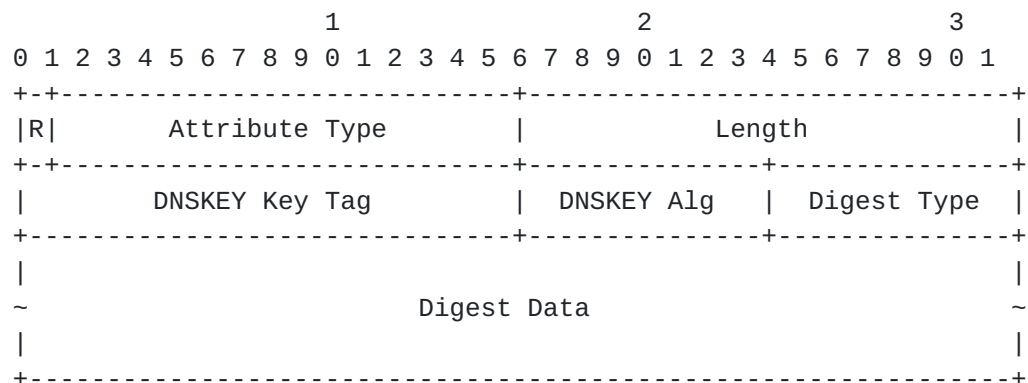 1                   2                   3
 0 1 2 3 4 5 6 7 8 9 0 1 2 3 4 5 6 7 8 9 0 1 2 3 4 5 6 7 8 9 0 1
+-+-----------------------------+-------------------------------+
|R|       Attribute Type        |            Length             |
+-+-----------------------------+---------------+---------------+
|        DNSKEY Key Tag         |  DNSKEY Alg   |  Digest Type  |
+-------------------------------+---------------+---------------+
|                                                               |
~                         Digest Data                           ~
|                                                               |
+---------------------------------------------------------------+